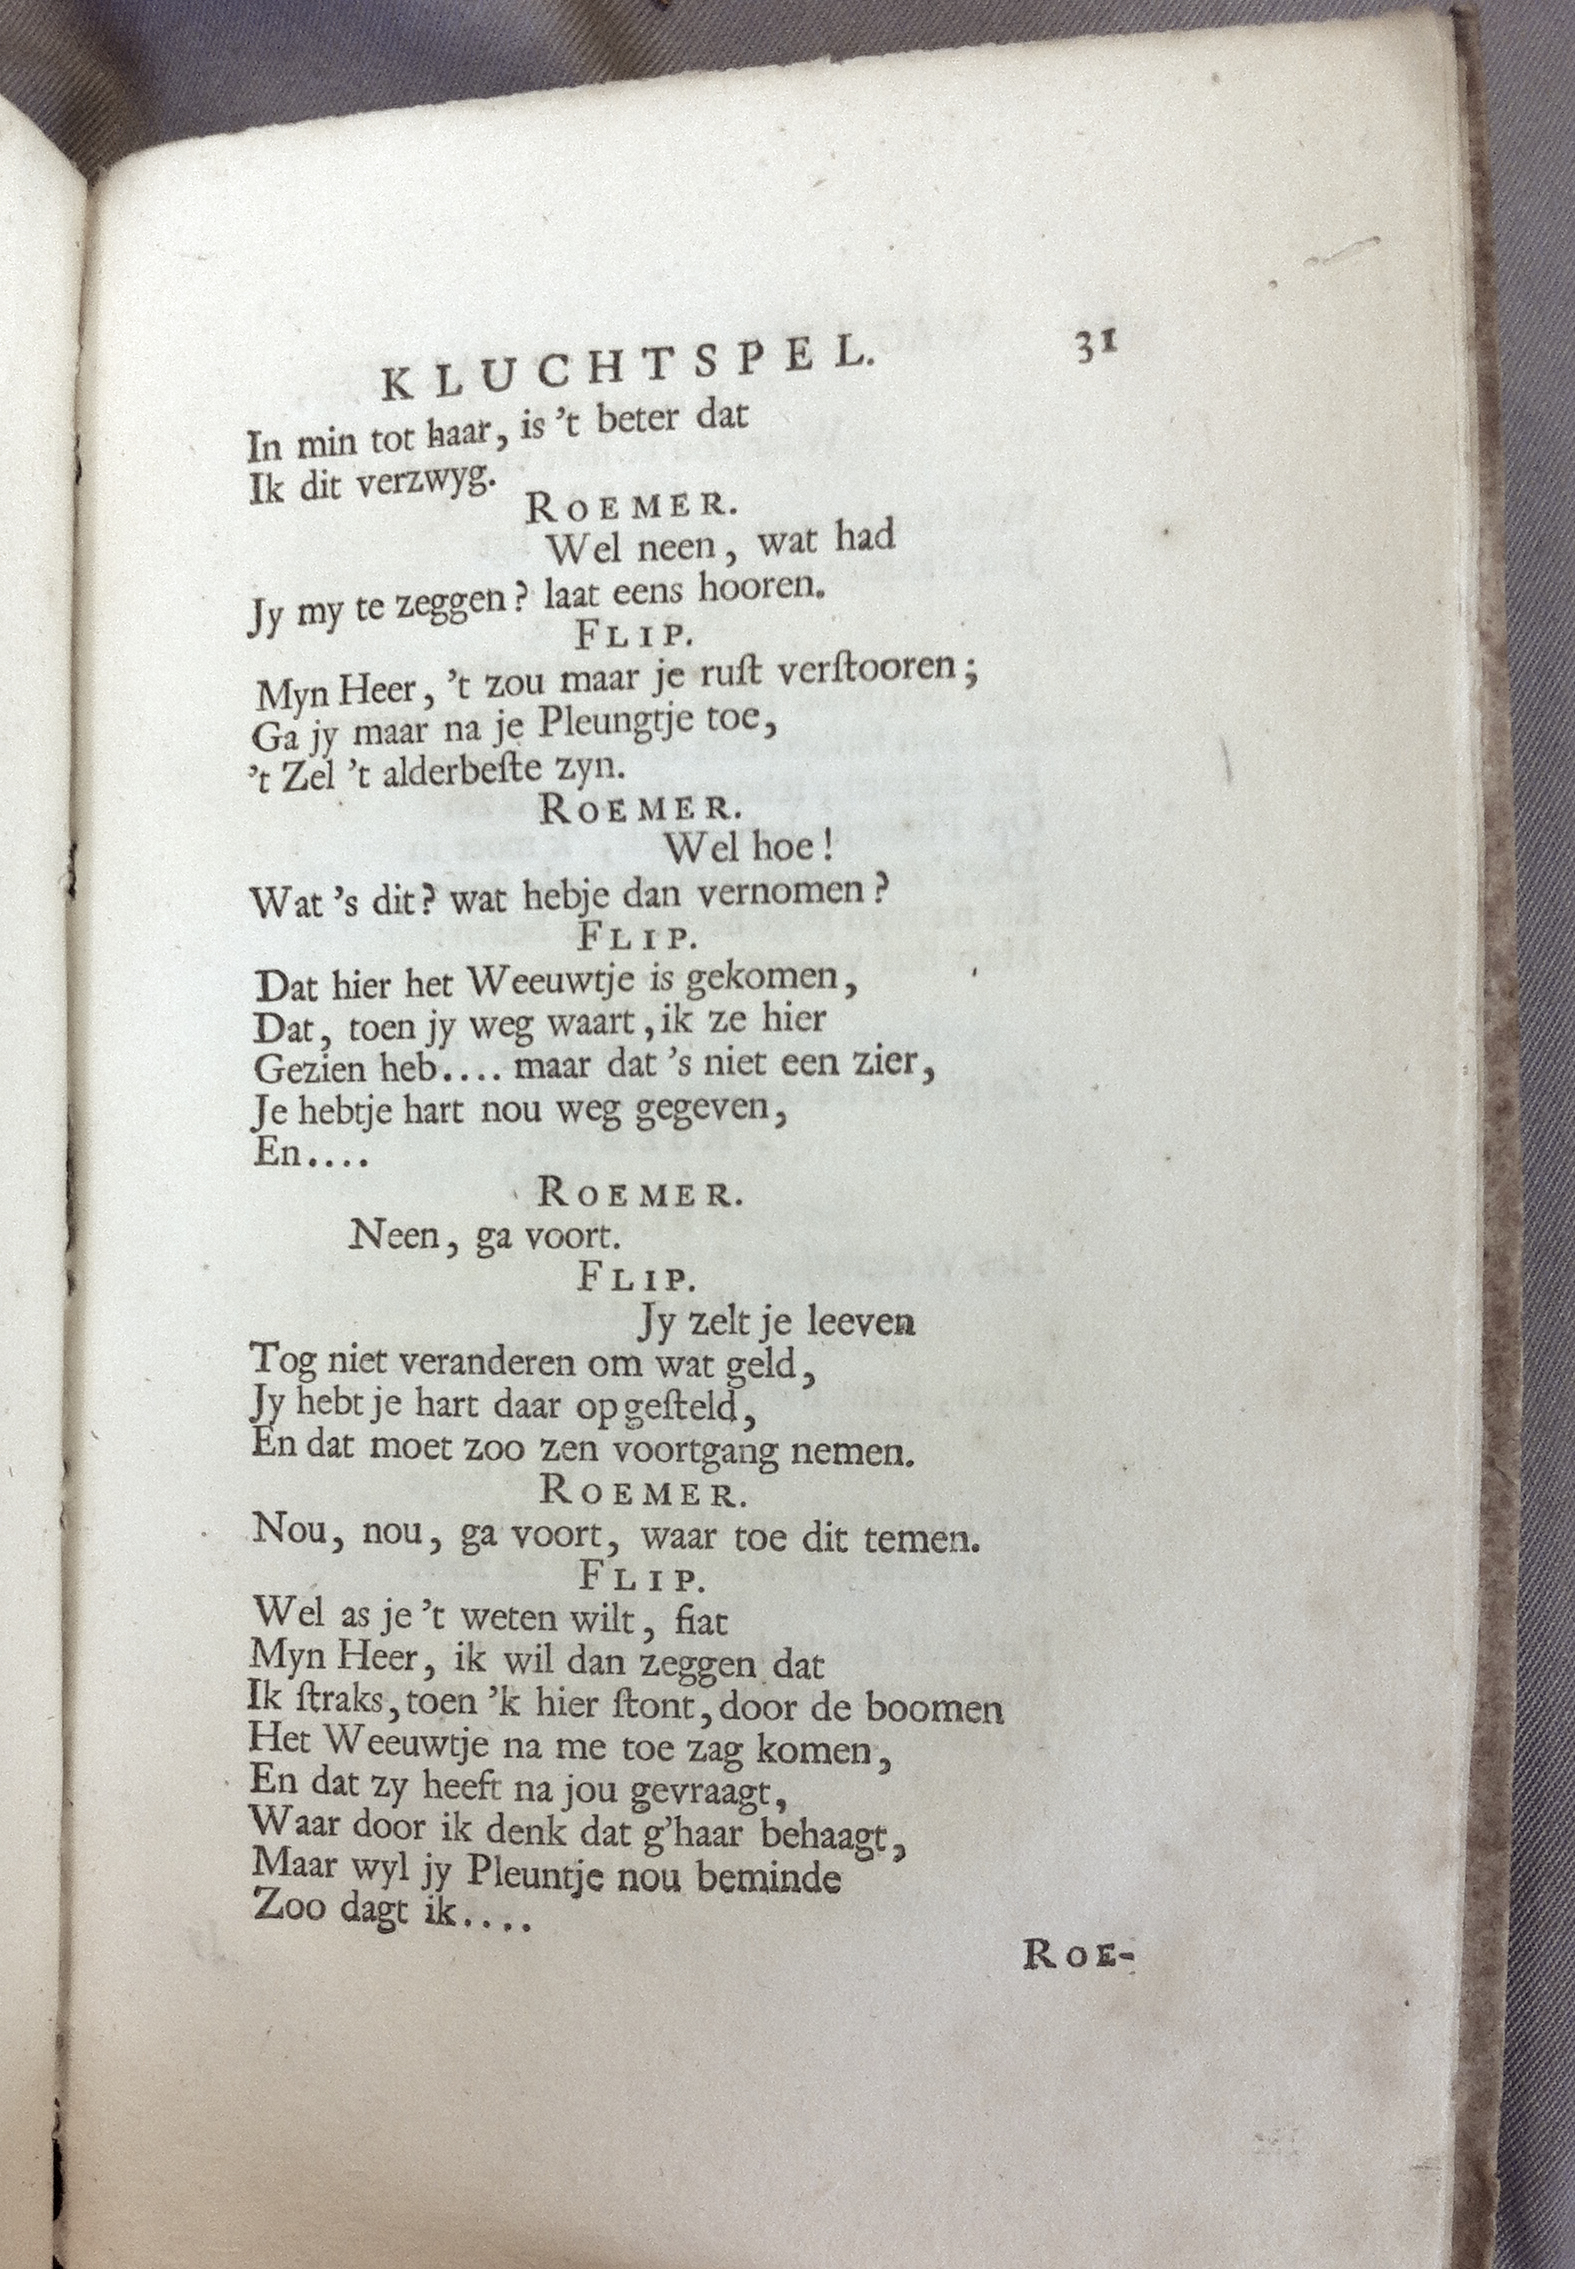 KLUCHTSPEL. 31
In min tot haar, is 't beter dat
Ik dit verzwyg.
ROEMER.
Wel neen, wat had
Jy my te zeggen? laat eens hooren.
FLIP.
Myn Heer, 't zou maar je ruſt verſtooren;
Ga jy maar na je Pleungtje toe,
't Zel 't alderbeſte zyn.
ROEMER.
Wel hoe!
Wat 's dit? wat hebje dan vernomen?
FLIP.
Dat hier het Weeuwtje is gekomen,
Dat, toen jy weg waart, ik ze hier
Gezien heb.... maar dat 's niet een zier,
Je hebtje hart nou weg gegeven,
En....
ROEMER.
Neen, ga voort.
FLIP.
Jy zelt je leeven
Tog niet veranderen om wat geld,
Jy hebt je hart daar op geſteld,
En dat moet zoo zen voortgang nemen.
ROEMER.
Nou, nou, ga voort, waar toe dit temen.
FLIP.
Wel as je 't weten wilt, fiat
Myn Heer, ik wil dan zeggen dat
Ik ſtraks, toen 'k hier ſtont, door de boomen
Het Weeuwtje na me toe zag komen,
En dat zy heeft na jou gevraagt,
Waar door ik denk dat g'haar behaagt,
Maar wyl jy Pleuntje nou beminde
Zoo dagt ik....
ROE-